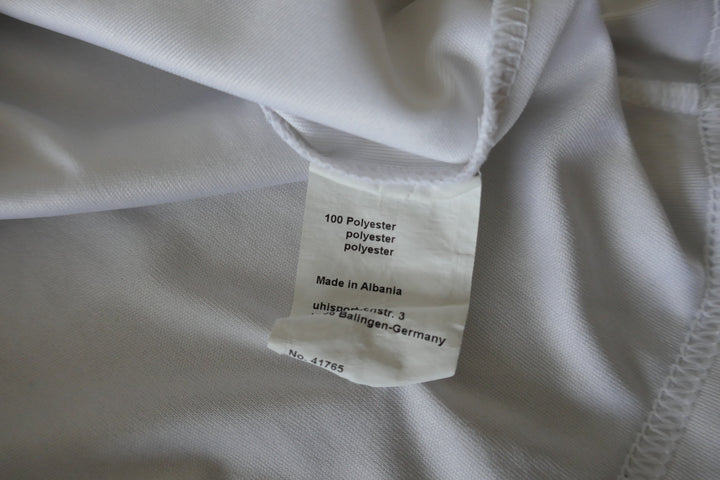 100 Polyester
polyester
polyester
Made in Albania
uhlsport str. 3
Balingen-Germany
No. 41765